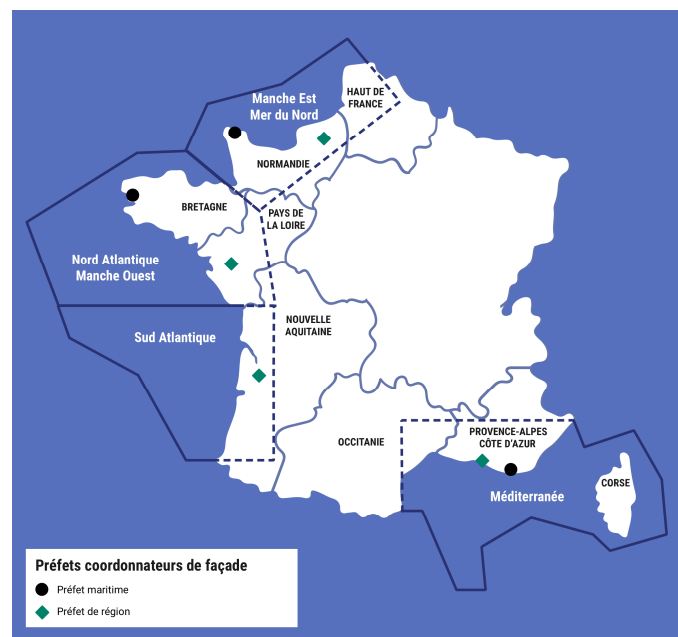 HAUT DE
FRANCE
Manche Est
Mer du Nord
NORMANDIE
BRETAGNE
PAYS DE
LA LOIRE
Nord Atlantique
Manche Ouest
NOUVELLE
AQUITAINE
Sud Atlantique
OCCITANIE
PROVENCE-ALPES
CÔTE D'AZUR
CORSE
Méditerranée
Préfets coordonnateurs de façade
Préfet maritime
Préfet de région